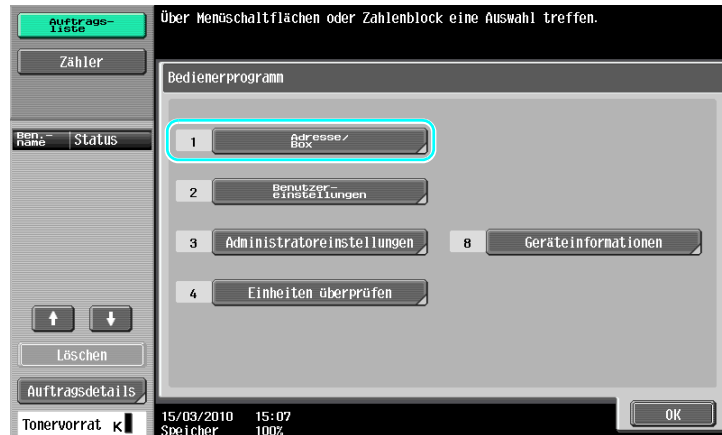 Auftrags-
liste
Zähler
Ben.-
name
Status
Löschen
Auftragsdetails
Tonervorrat K
Über Menüschaltflächen oder Zahlenblock eine Auswahl treffen.
Bedienerprogramm
1 Adresse/
Box
2 Benutzer-
einstellungen
3 Administratoreinstellungen
8 Geräteinformationen
4 Einheiten überprüfen
15/03/2010 15:07
Speicher 100%
OK